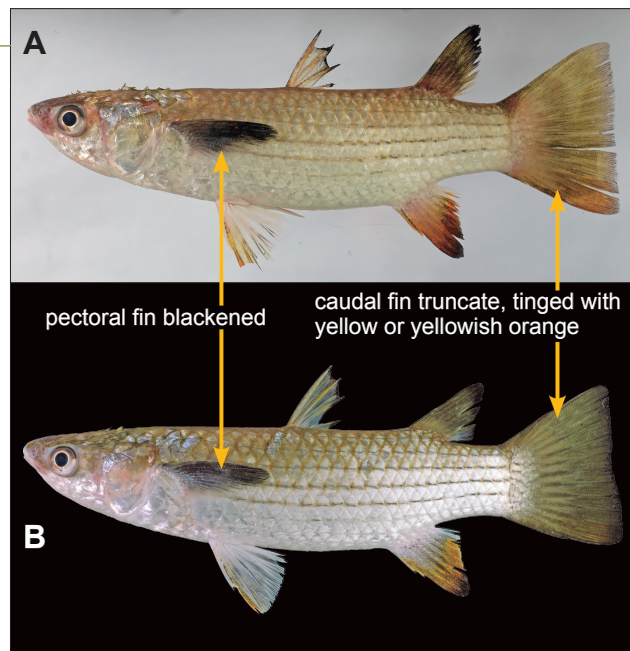 A
pectoral fin blackened
caudal fin truncate, tinged with
yellow or yellowish orange
B